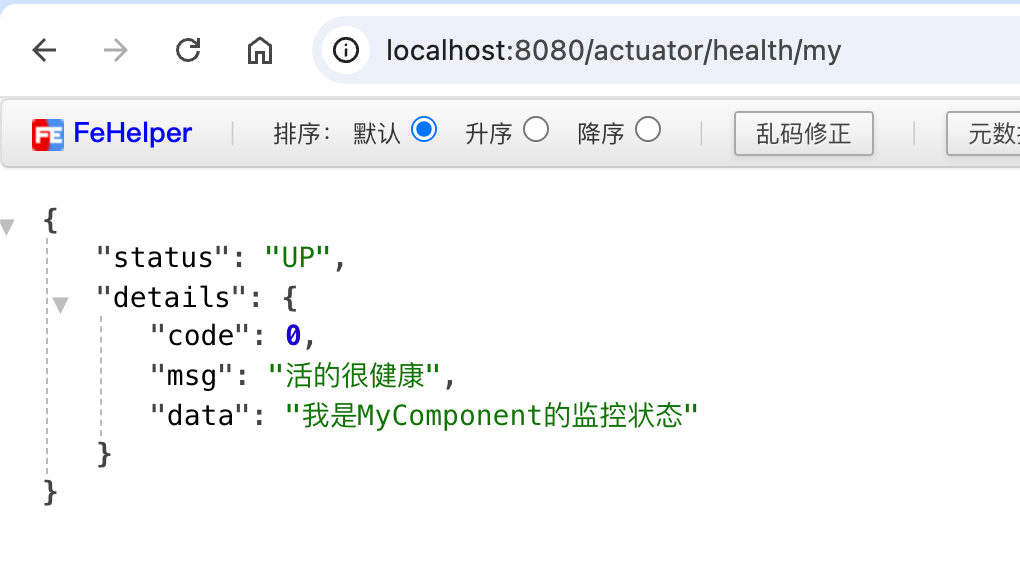 localhost:8080/actuator/health/my
FeHelper 排序: 默认 升序 降序 乱码修正 元数
{
"status": "UP",
"details": {
"code": 0,
"msg": "活的很健康",
"data": "我是MyComponent的监控状态"
}
}